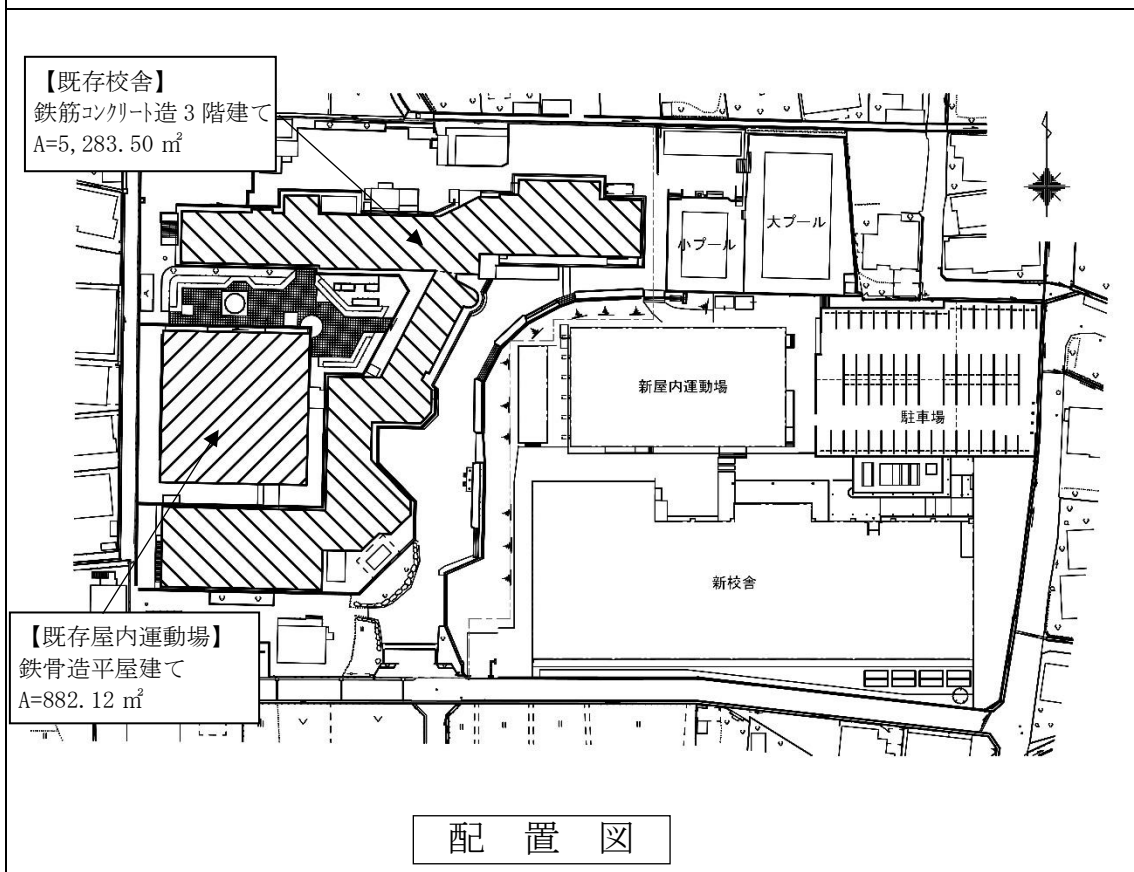 【既存校舎】
鉄筋ｺﾝｸﾘｰﾄ造 3 階建て
A=5,283.50 ㎡
大プール
小プール
新屋内運動場
駐車場
新校舎
【既存屋内運動場】
鉄骨造平屋建て
A=882.12 ㎡
配 置 図